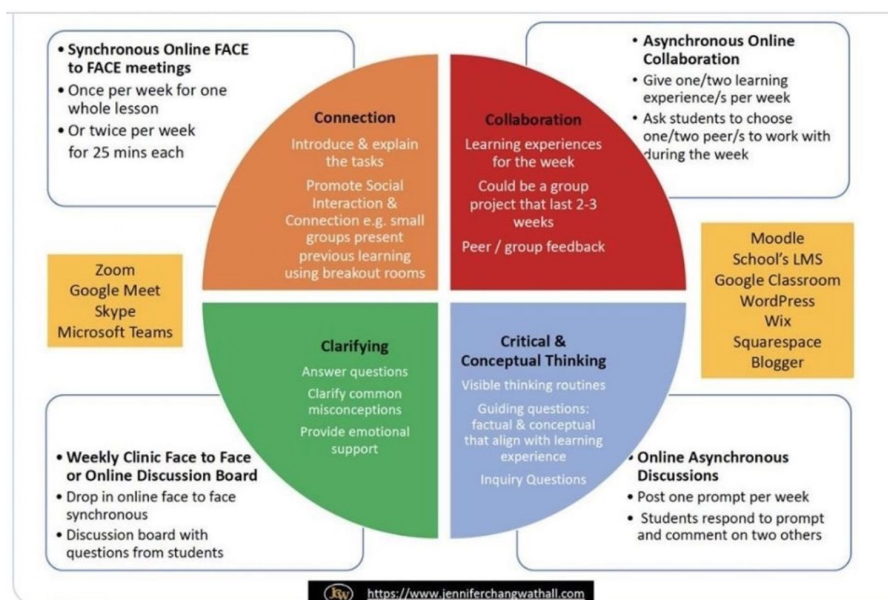 • Synchronous Online FACE
to FACE meetings
• Once per week for one
whole lesson
• Or twice per week
for 25 mins each
Connection
Introduce & explain
the tasks
Promote Social
Interaction &
Connection e.g. small
groups present
previous learning
using breakout rooms
Collaboration
Learning experiences
for the week
Could be a group
project that last 2-3
weeks
Peer / group feedback
• Asynchronous Online
Collaboration
• Give one/two learning
experience/s per week
• Ask students to choose
one/two peer/s to work with
during the week
Zoom
Google Meet
Skype
Microsoft Teams
Moodle
School's LMS
Google Classroom
WordPress
Wix
Squarespace
Blogger
Clarifying
Answer questions
Clarify common
misconceptions
Provide emotional
support
Critical &
Conceptual Thinking
Visible thinking routines
Guiding questions:
factual & conceptual
that align with learning
experience
Inquiry Questions
• Weekly Clinic Face to Face
or Online Discussion Board
• Drop in online face to face
synchronous
• Discussion board with
questions from students
• Online Asynchronous
Discussions
• Post one prompt per week
• Students respond to prompt
and comment on two others
JCW https://www.jenniferchangwathall.com